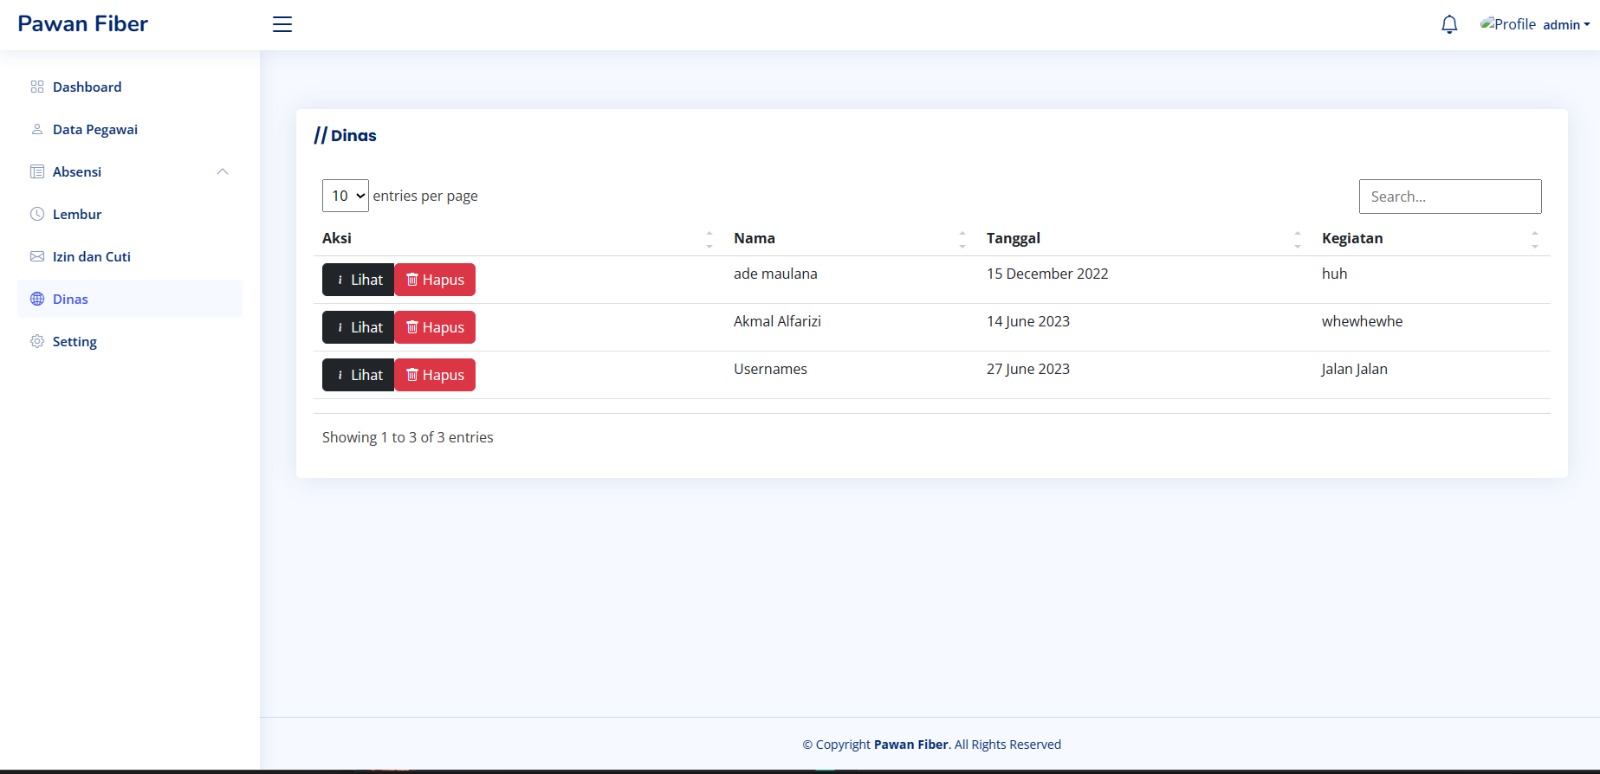 Pawan Fiber
Profile admin
Dashboard
Data Pegawai
Absensi
Lembur
Izin dan Cuti
Dinas
Setting
// Dinas
10 entries per page
Search...
Aksi Nama Tanggal Kegiatan
Lihat Hapus ade maulana 15 December 2022 huh
Lihat Hapus Akmal Alfarizi 14 June 2023 whewhewhe
Lihat Hapus Usernames 27 June 2023 Jalan Jalan
Showing 1 to 3 of 3 entries
© Copyright Pawan Fiber. All Rights Reserved